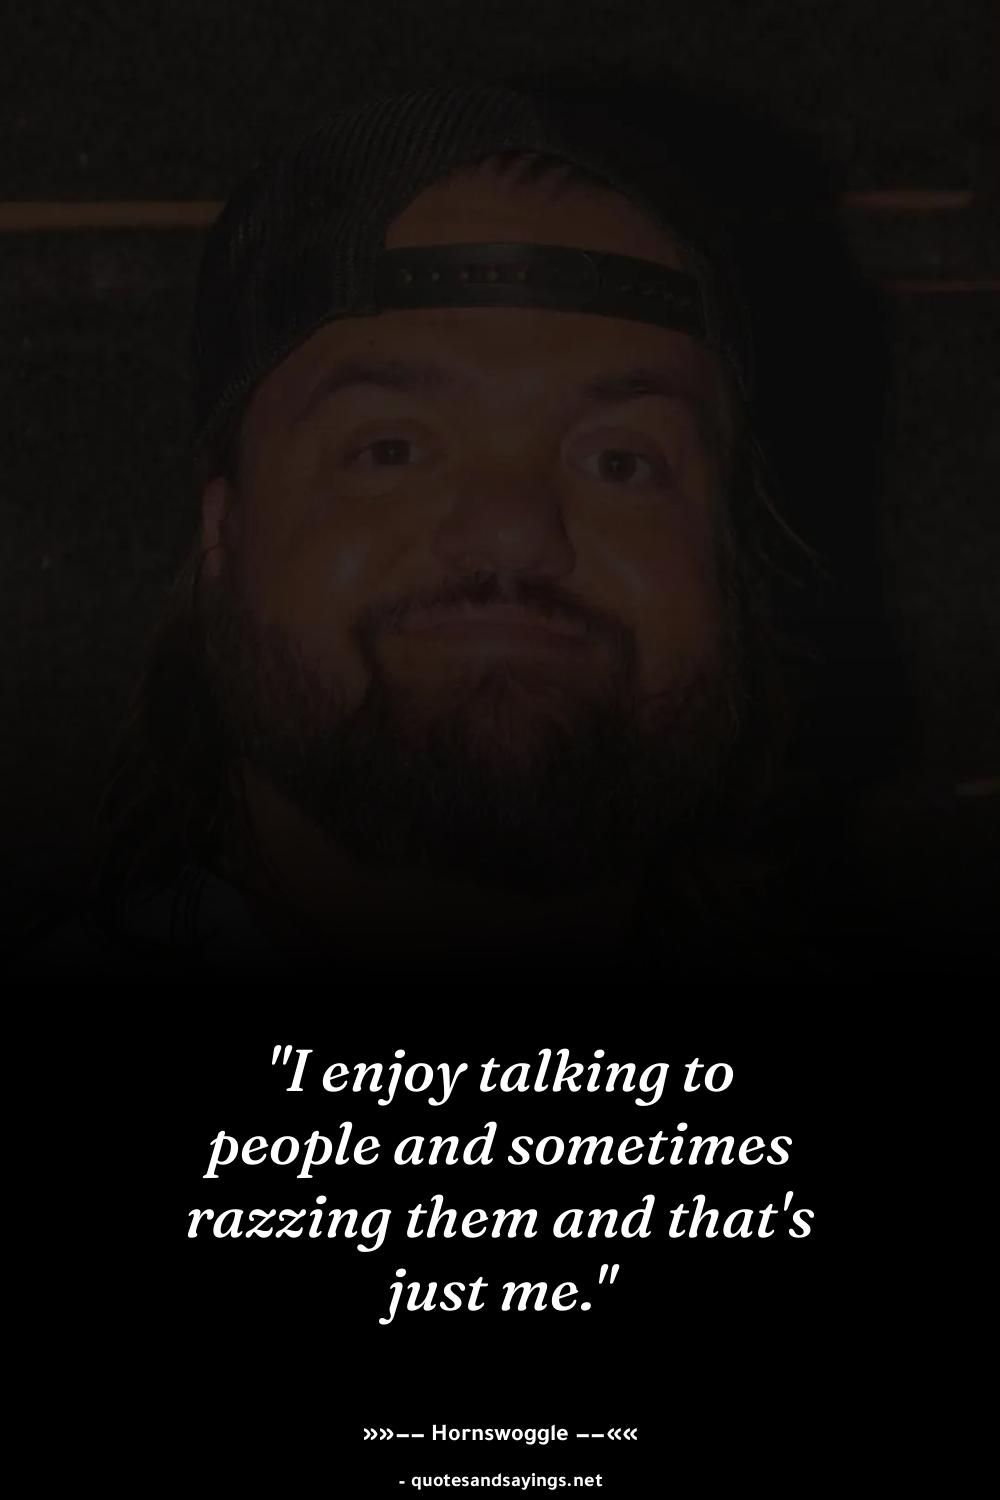 "I enjoy talking to
people and sometimes
razzing them and that's
just me."
»»–– Hornswoggle ––««
- quotesandsayings.net